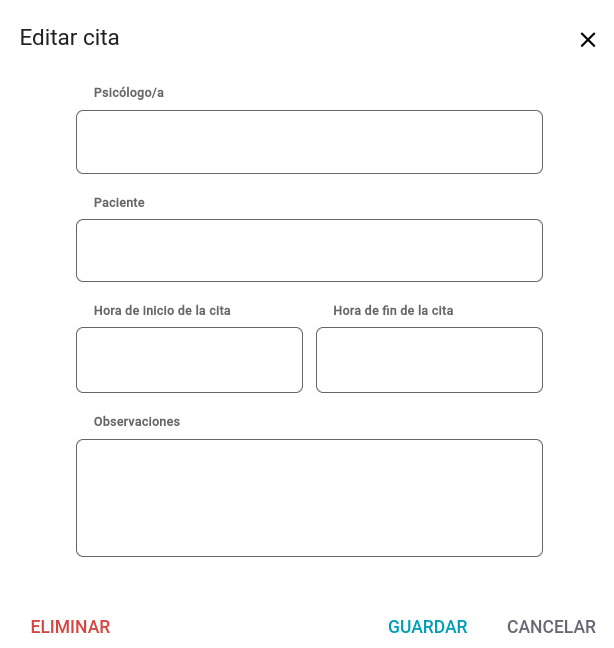 Editar cita
Psicólogo/a
Paciente
Hora de inicio de la cita
Hora de fin de la cita
Observaciones
ELIMINAR
GUARDAR
CANCELAR